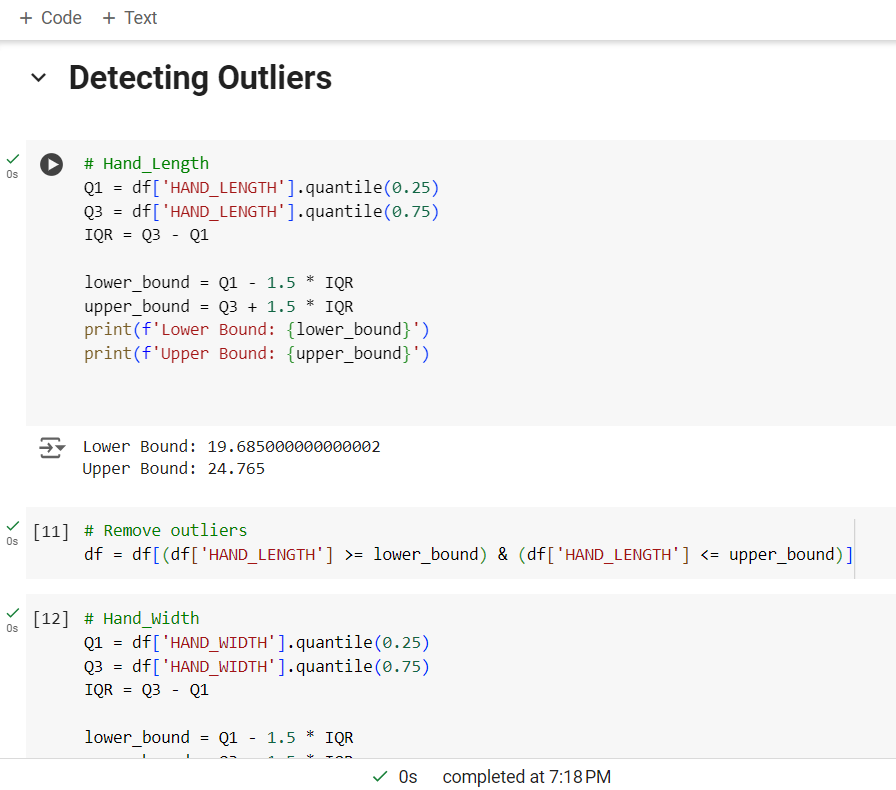 + Code + Text
Detecting Outliers
0s
# Hand_Length
Q1 = df['HAND_LENGTH'].quantile(0.25)
Q3 = df['HAND_LENGTH'].quantile(0.75)
IQR = Q3 - Q1
lower_bound = Q1 - 1.5 * IQR
upper_bound = Q3 + 1.5 * IQR
print(f'Lower Bound: {lower_bound}')
print(f'Upper Bound: {upper_bound}')
Lower Bound: 19.685000000000002
Upper Bound: 24.765
0s
[11] # Remove outliers
df = df[(df['HAND_LENGTH'] >= lower_bound) & (df['HAND_LENGTH'] <= upper_bound)]
0s
[12] # Hand_Width
Q1 = df['HAND_WIDTH'].quantile(0.25)
Q3 = df['HAND_WIDTH'].quantile(0.75)
IQR = Q3 - Q1
lower_bound = Q1 - 1.5 * IQR
0s completed at 7:18 PM